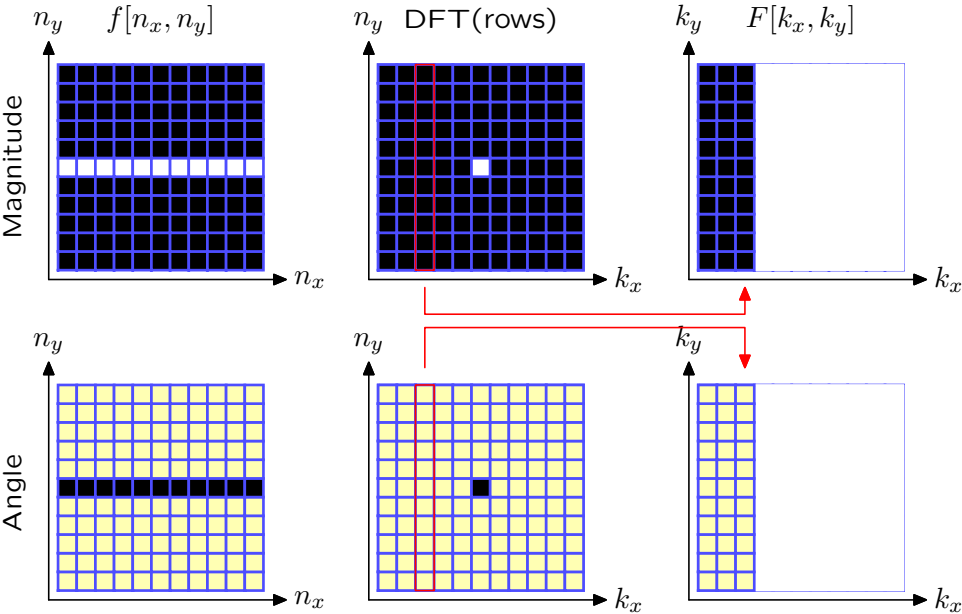 n_y f[n_x, n_y] n_y DFT(rows) k_y F[k_x, k_y]
Magnitude
n_x k_x k_x
n_y n_y k_y
Angle
n_x k_x k_x